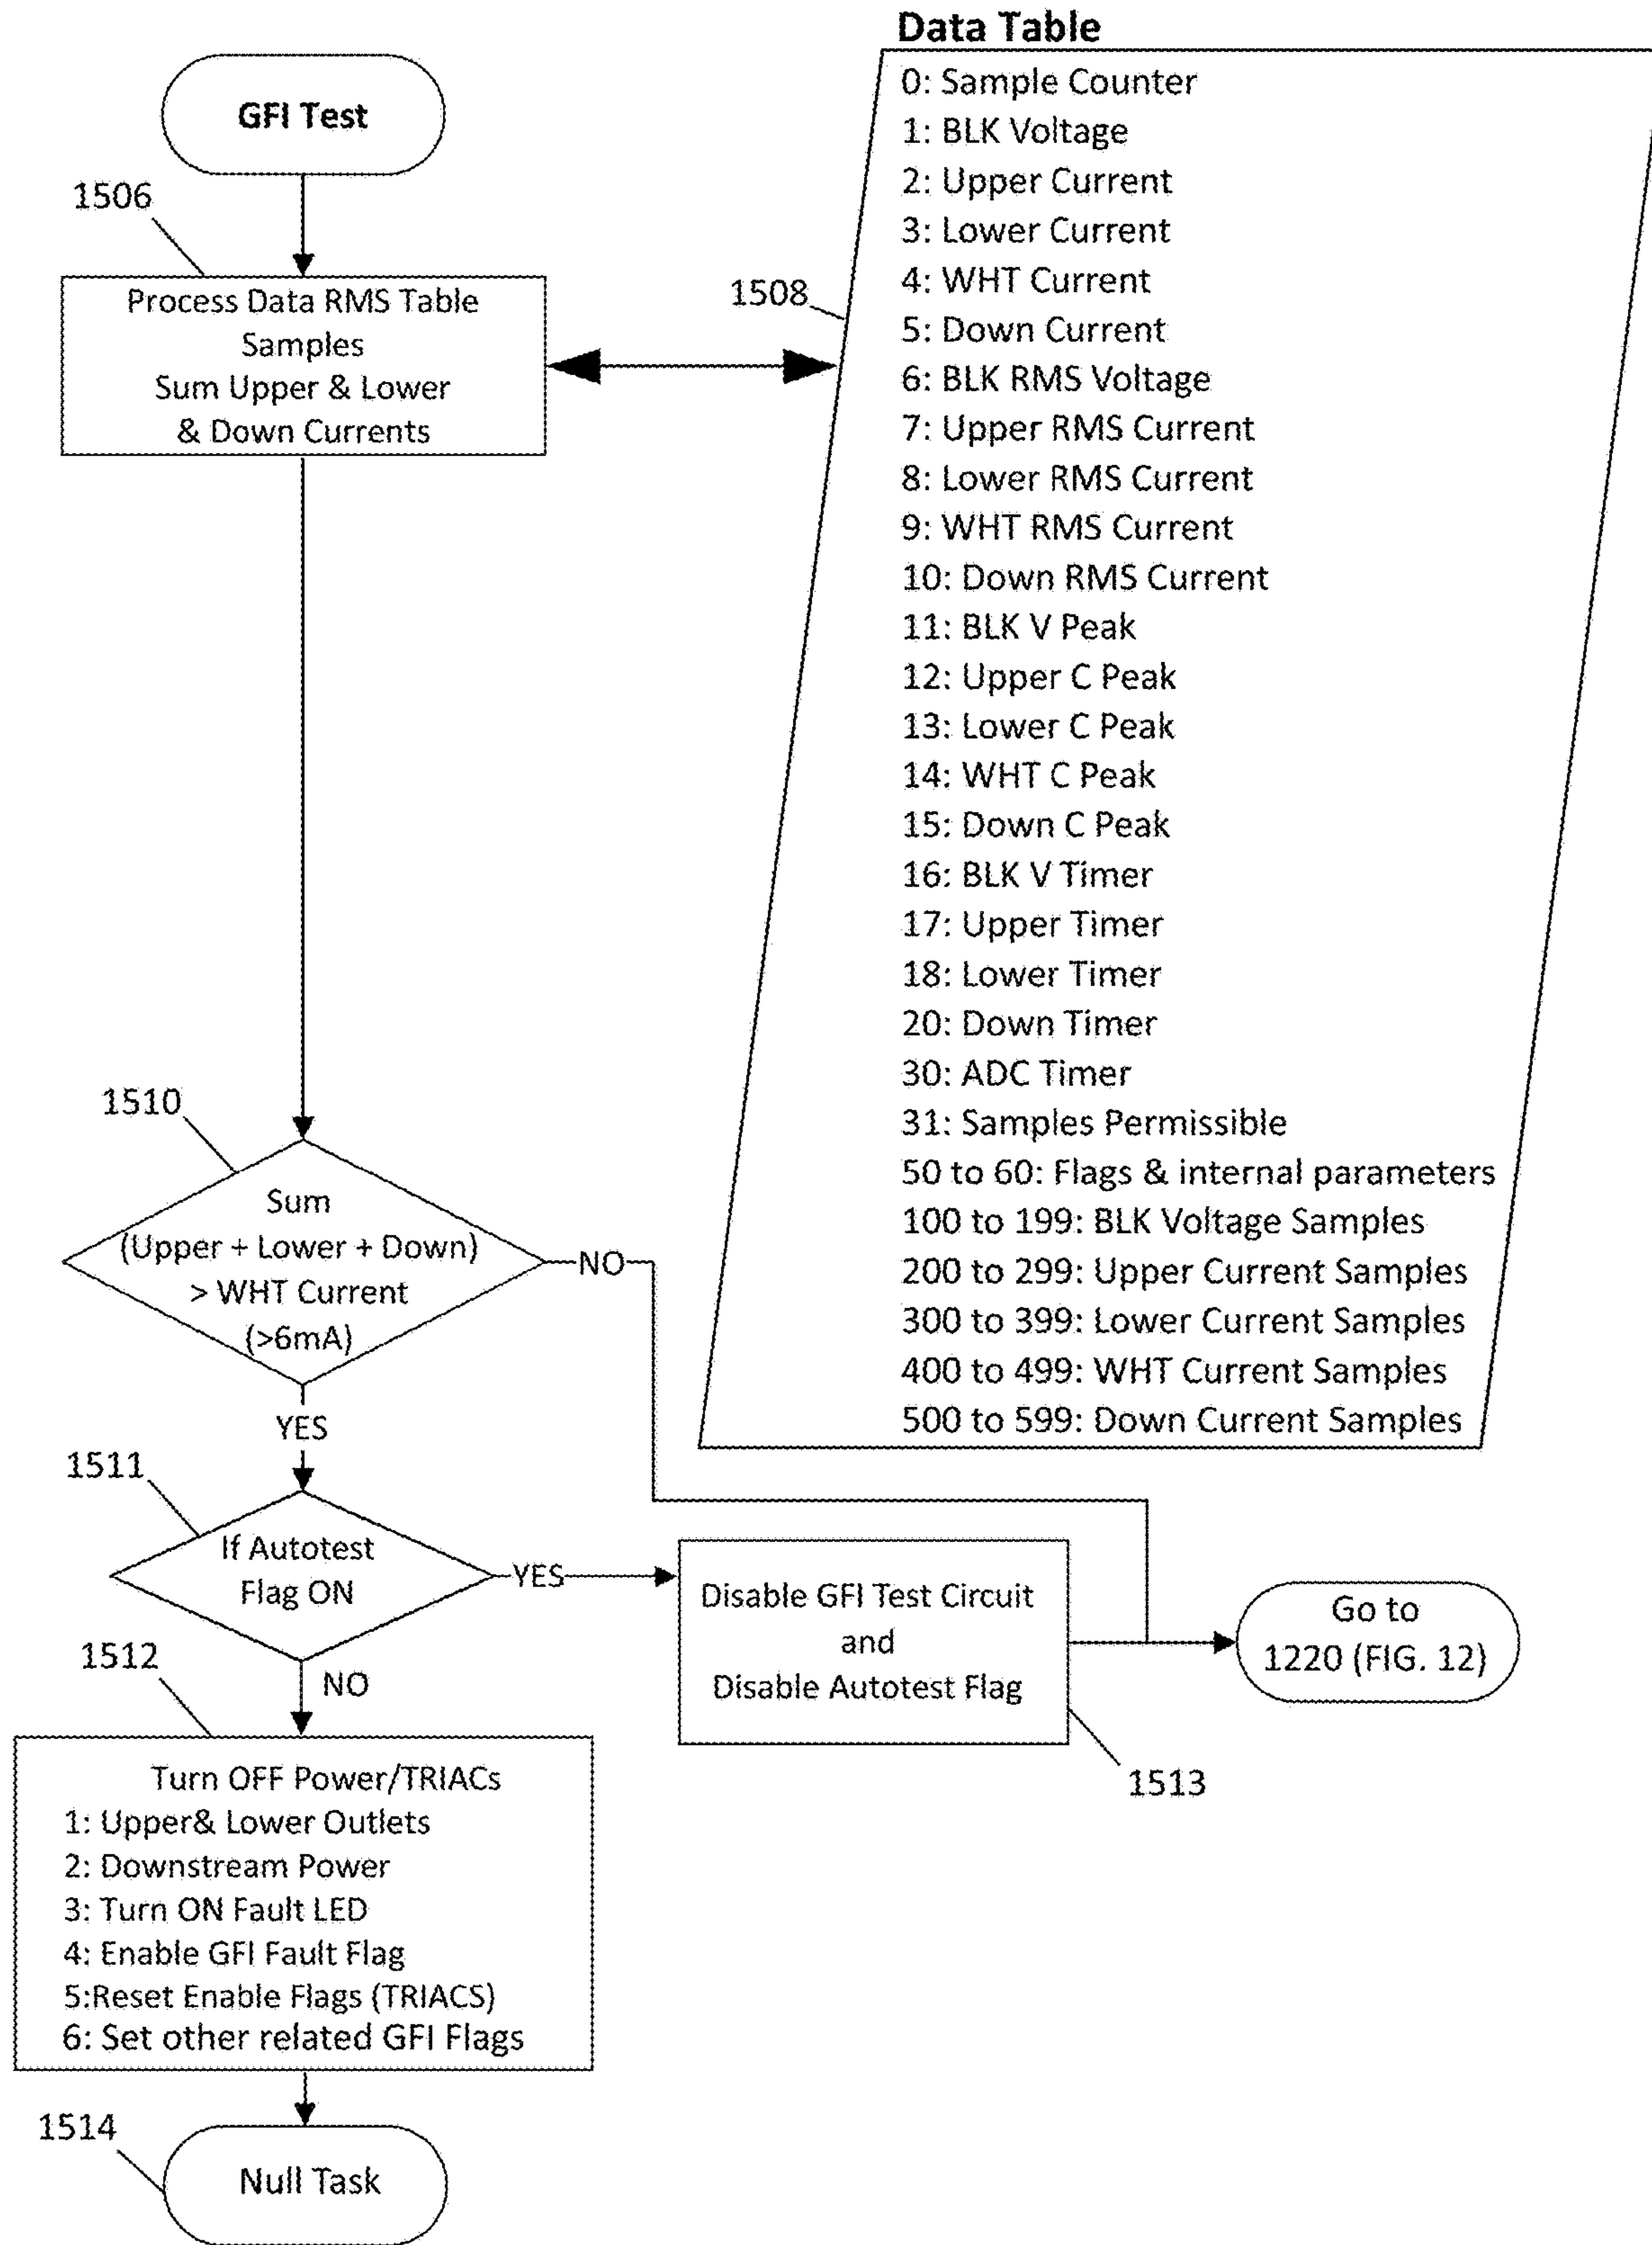 Data Table
GFI Test
1506
Process Data RMS Table
Samples
Sum Upper & Lower
& Down Currents
1508
0: Sample Counter
1: BLK Voltage
2: Upper Current
3: Lower Current
4: WHT Current
5: Down Current
6: BLK RMS Voltage
7: Upper RMS Current
8: Lower RMS Current
9: WHT RMS Current
10: Down RMS Current
11: BLK V Peak
12: Upper C Peak
13: Lower C Peak
14: WHT C Peak
15: Down C Peak
16: BLK V Timer
17: Upper Timer
18: Lower Timer
20: Down Timer
30: ADC Timer
31: Samples Permissible
50 to 60: Flags & internal parameters
100 to 199: BLK Voltage Samples
200 to 299: Upper Current Samples
300 to 399: Lower Current Samples
400 to 499: WHT Current Samples
500 to 599: Down Current Samples
1510
Sum
(Upper + Lower + Down)
> WHT Current
(>6mA)
NO
YES
1511
If Autotest
Flag ON
YES
Disable GFI Test Circuit
and
Disable Autotest Flag
1513
Go to
1220 (FIG. 12)
NO
1512
Turn OFF Power/TRIACs
1: Upper& Lower Outlets
2: Downstream Power
3: Turn ON Fault LED
4: Enable GFI Fault Flag
5:Reset Enable Flags (TRIACS)
6: Set other related GFI Flags
1514
Null Task